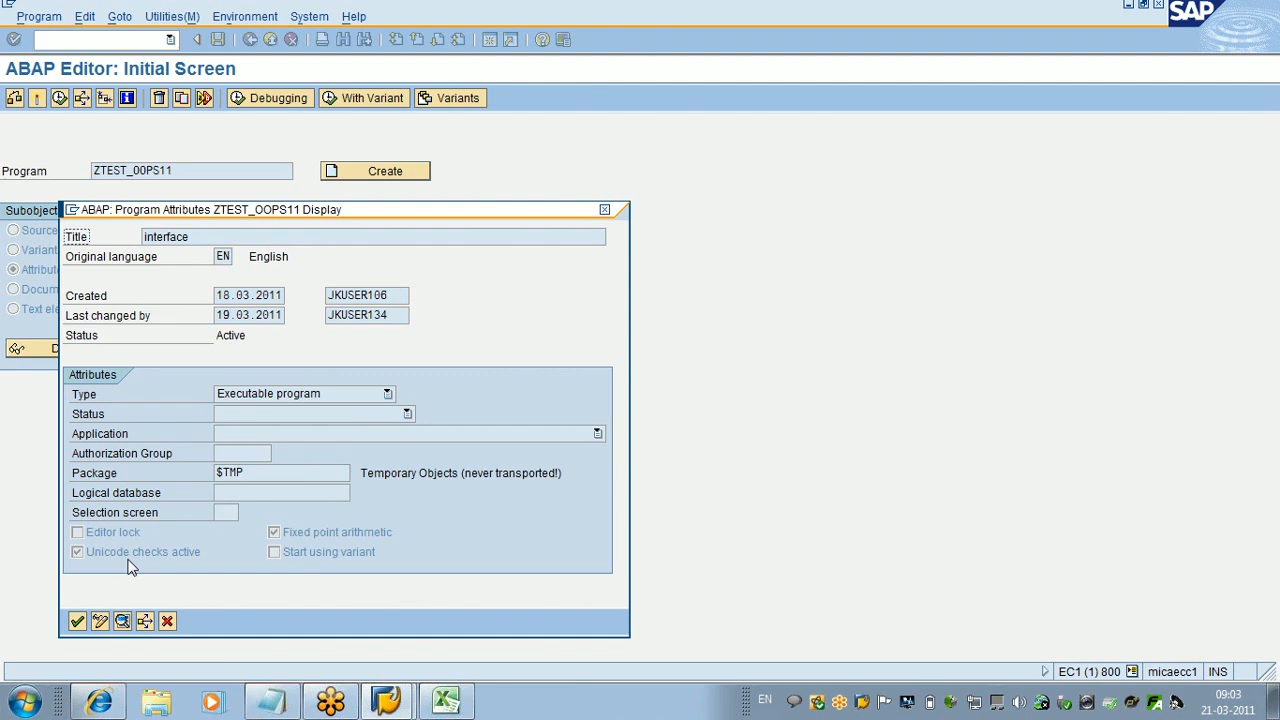 Program Edit Goto Utilities(M) Environment System Help
SAP
ABAP Editor: Initial Screen
Debugging With Variant Variants
Program ZTEST_OOPS11 Create
Subobject
ABAP: Program Attributes ZTEST_OOPS11 Display
Source
Title interface
Variant
Original language EN English
Attribute
Docum
Created 18.03.2011 JKUSER106
Text ele
Last changed by 19.03.2011 JKUSER134
Status Active
D
Attributes
Type Executable program
Status
Application
Authorization Group
Package $TMP Temporary Objects (never transported!)
Logical database
Selection screen
Editor lock Fixed point arithmetic
Unicode checks active Start using variant
EC1 (1) 800 micaecc1 INS
EN 09:03
21-03-2011